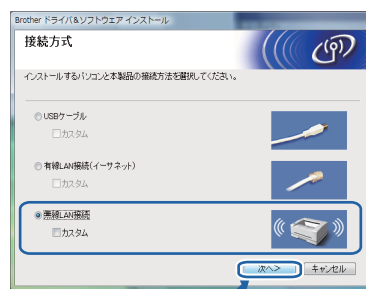 Brother ドライバ&ソフトウェア インストール
接続方式
インストールするパソコンと本製品の接続方法を選択してください。
USBケーブル
カスタム
有線LAN接続(イーサネット)
カスタム
無線LAN接続
カスタム
次へ>
キャンセル